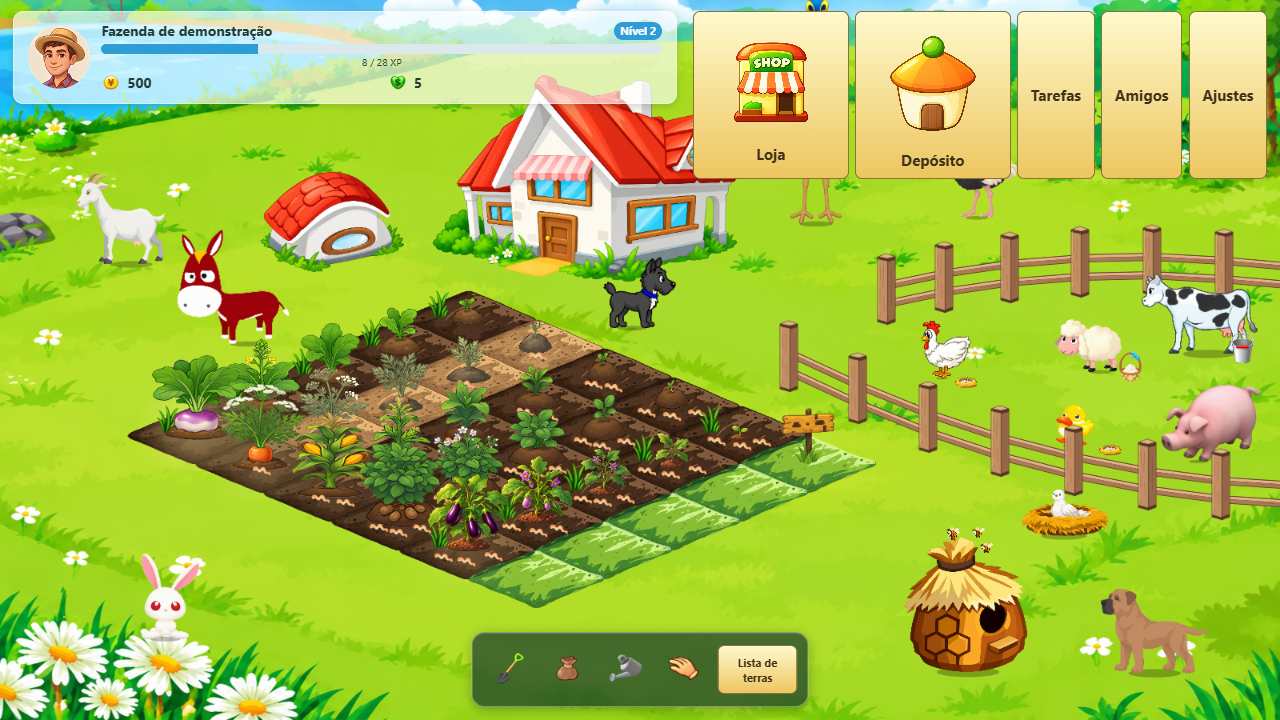 Fazenda de demonstração
Nível 2
8 / 28 XP
500
5
SHOP
Loja
Depósito
Tarefas
Amigos
Ajustes
Lista de
terras